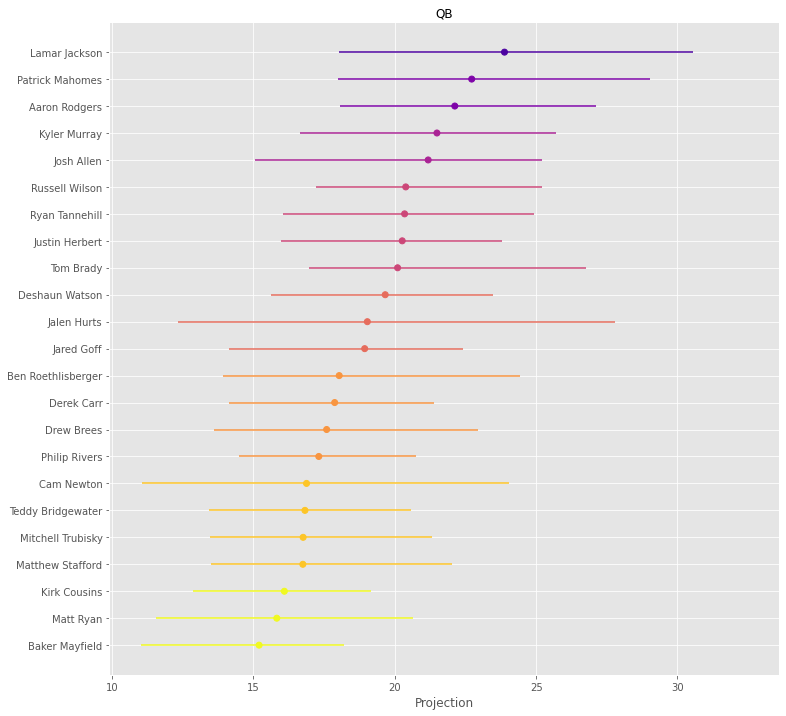 QB
Lamar Jackson
Patrick Mahomes
Aaron Rodgers
Kyler Murray
Josh Allen
Russell Wilson
Ryan Tannehill
Justin Herbert
Tom Brady
Deshaun Watson
Jalen Hurts
Jared Goff
Ben Roethlisberger
Derek Carr
Drew Brees
Philip Rivers
Cam Newton
Teddy Bridgewater
Mitchell Trubisky
Matthew Stafford
Kirk Cousins
Matt Ryan
Baker Mayfield
10 15 20 25 30
Projection